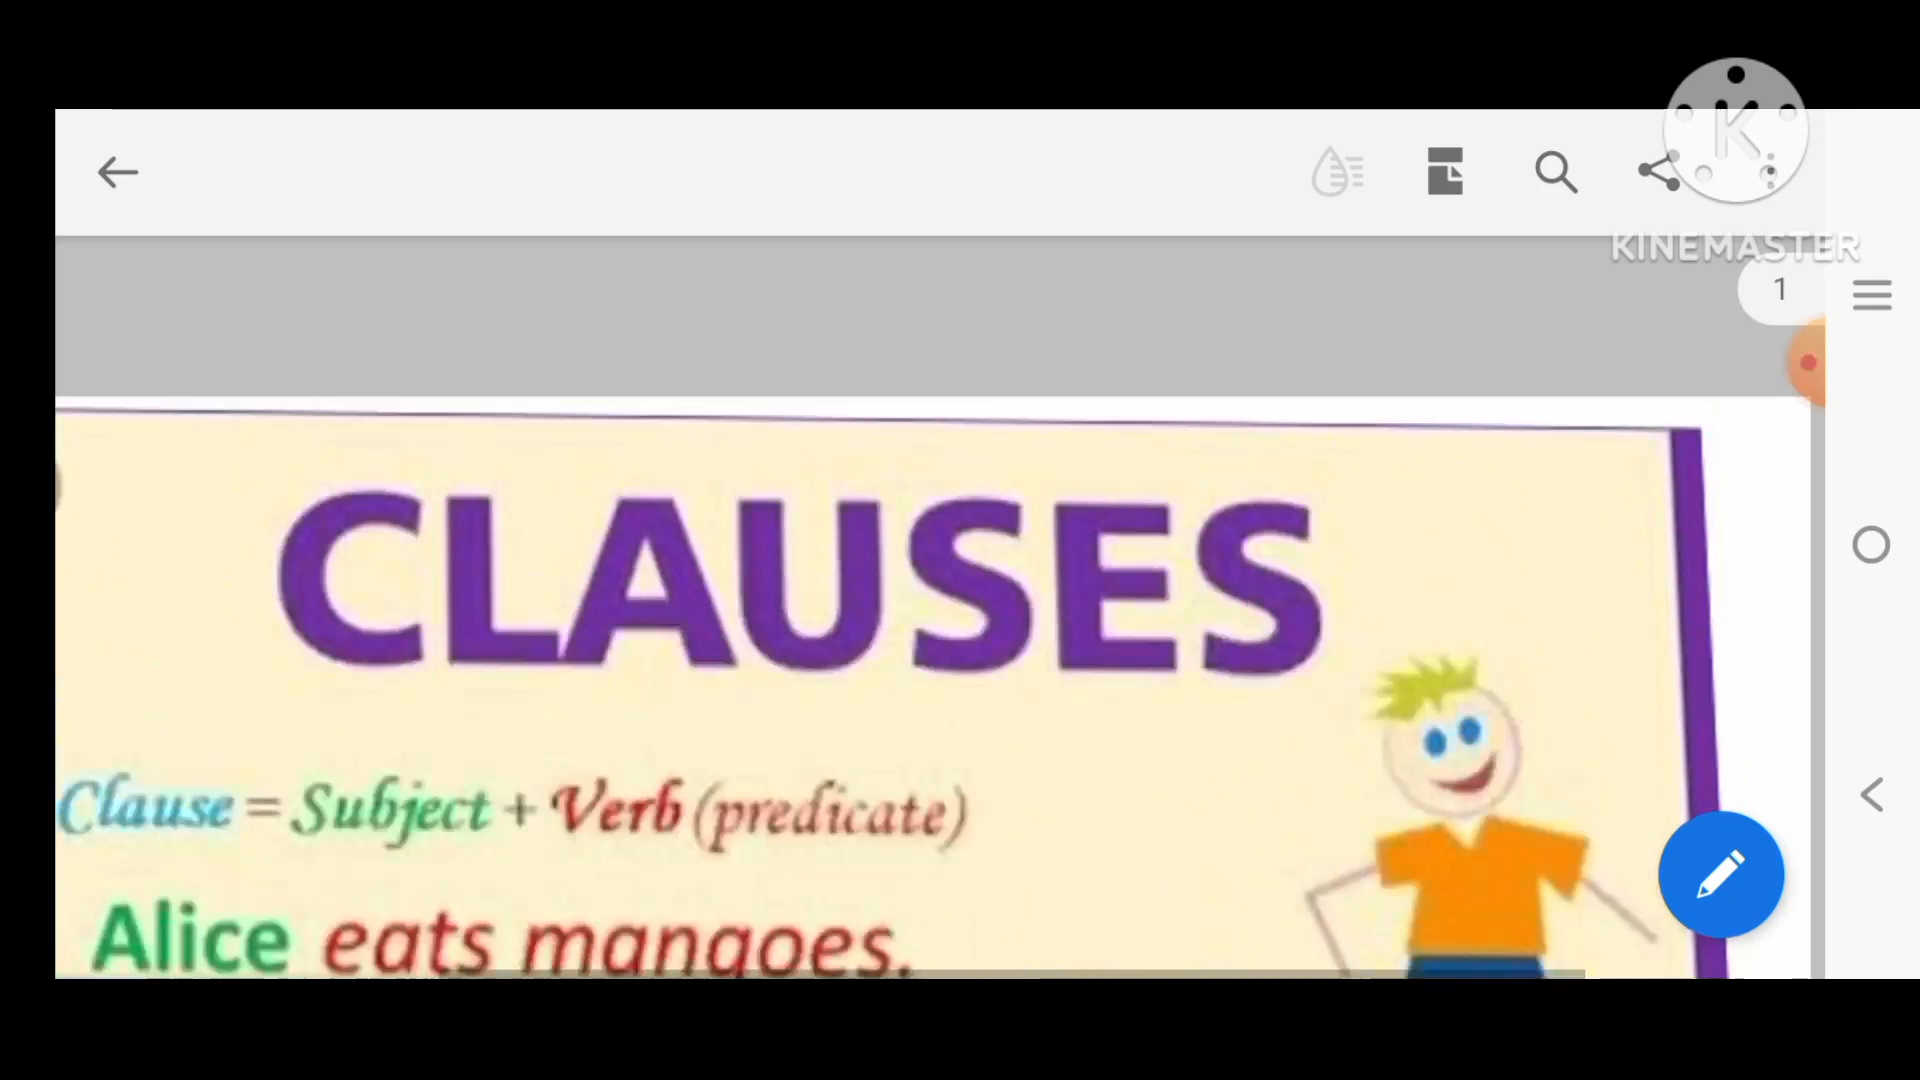 K
KINEMASTER
1
CLAUSES
Clause = Subject + Verb (predicate)
Alice eats mangoes.